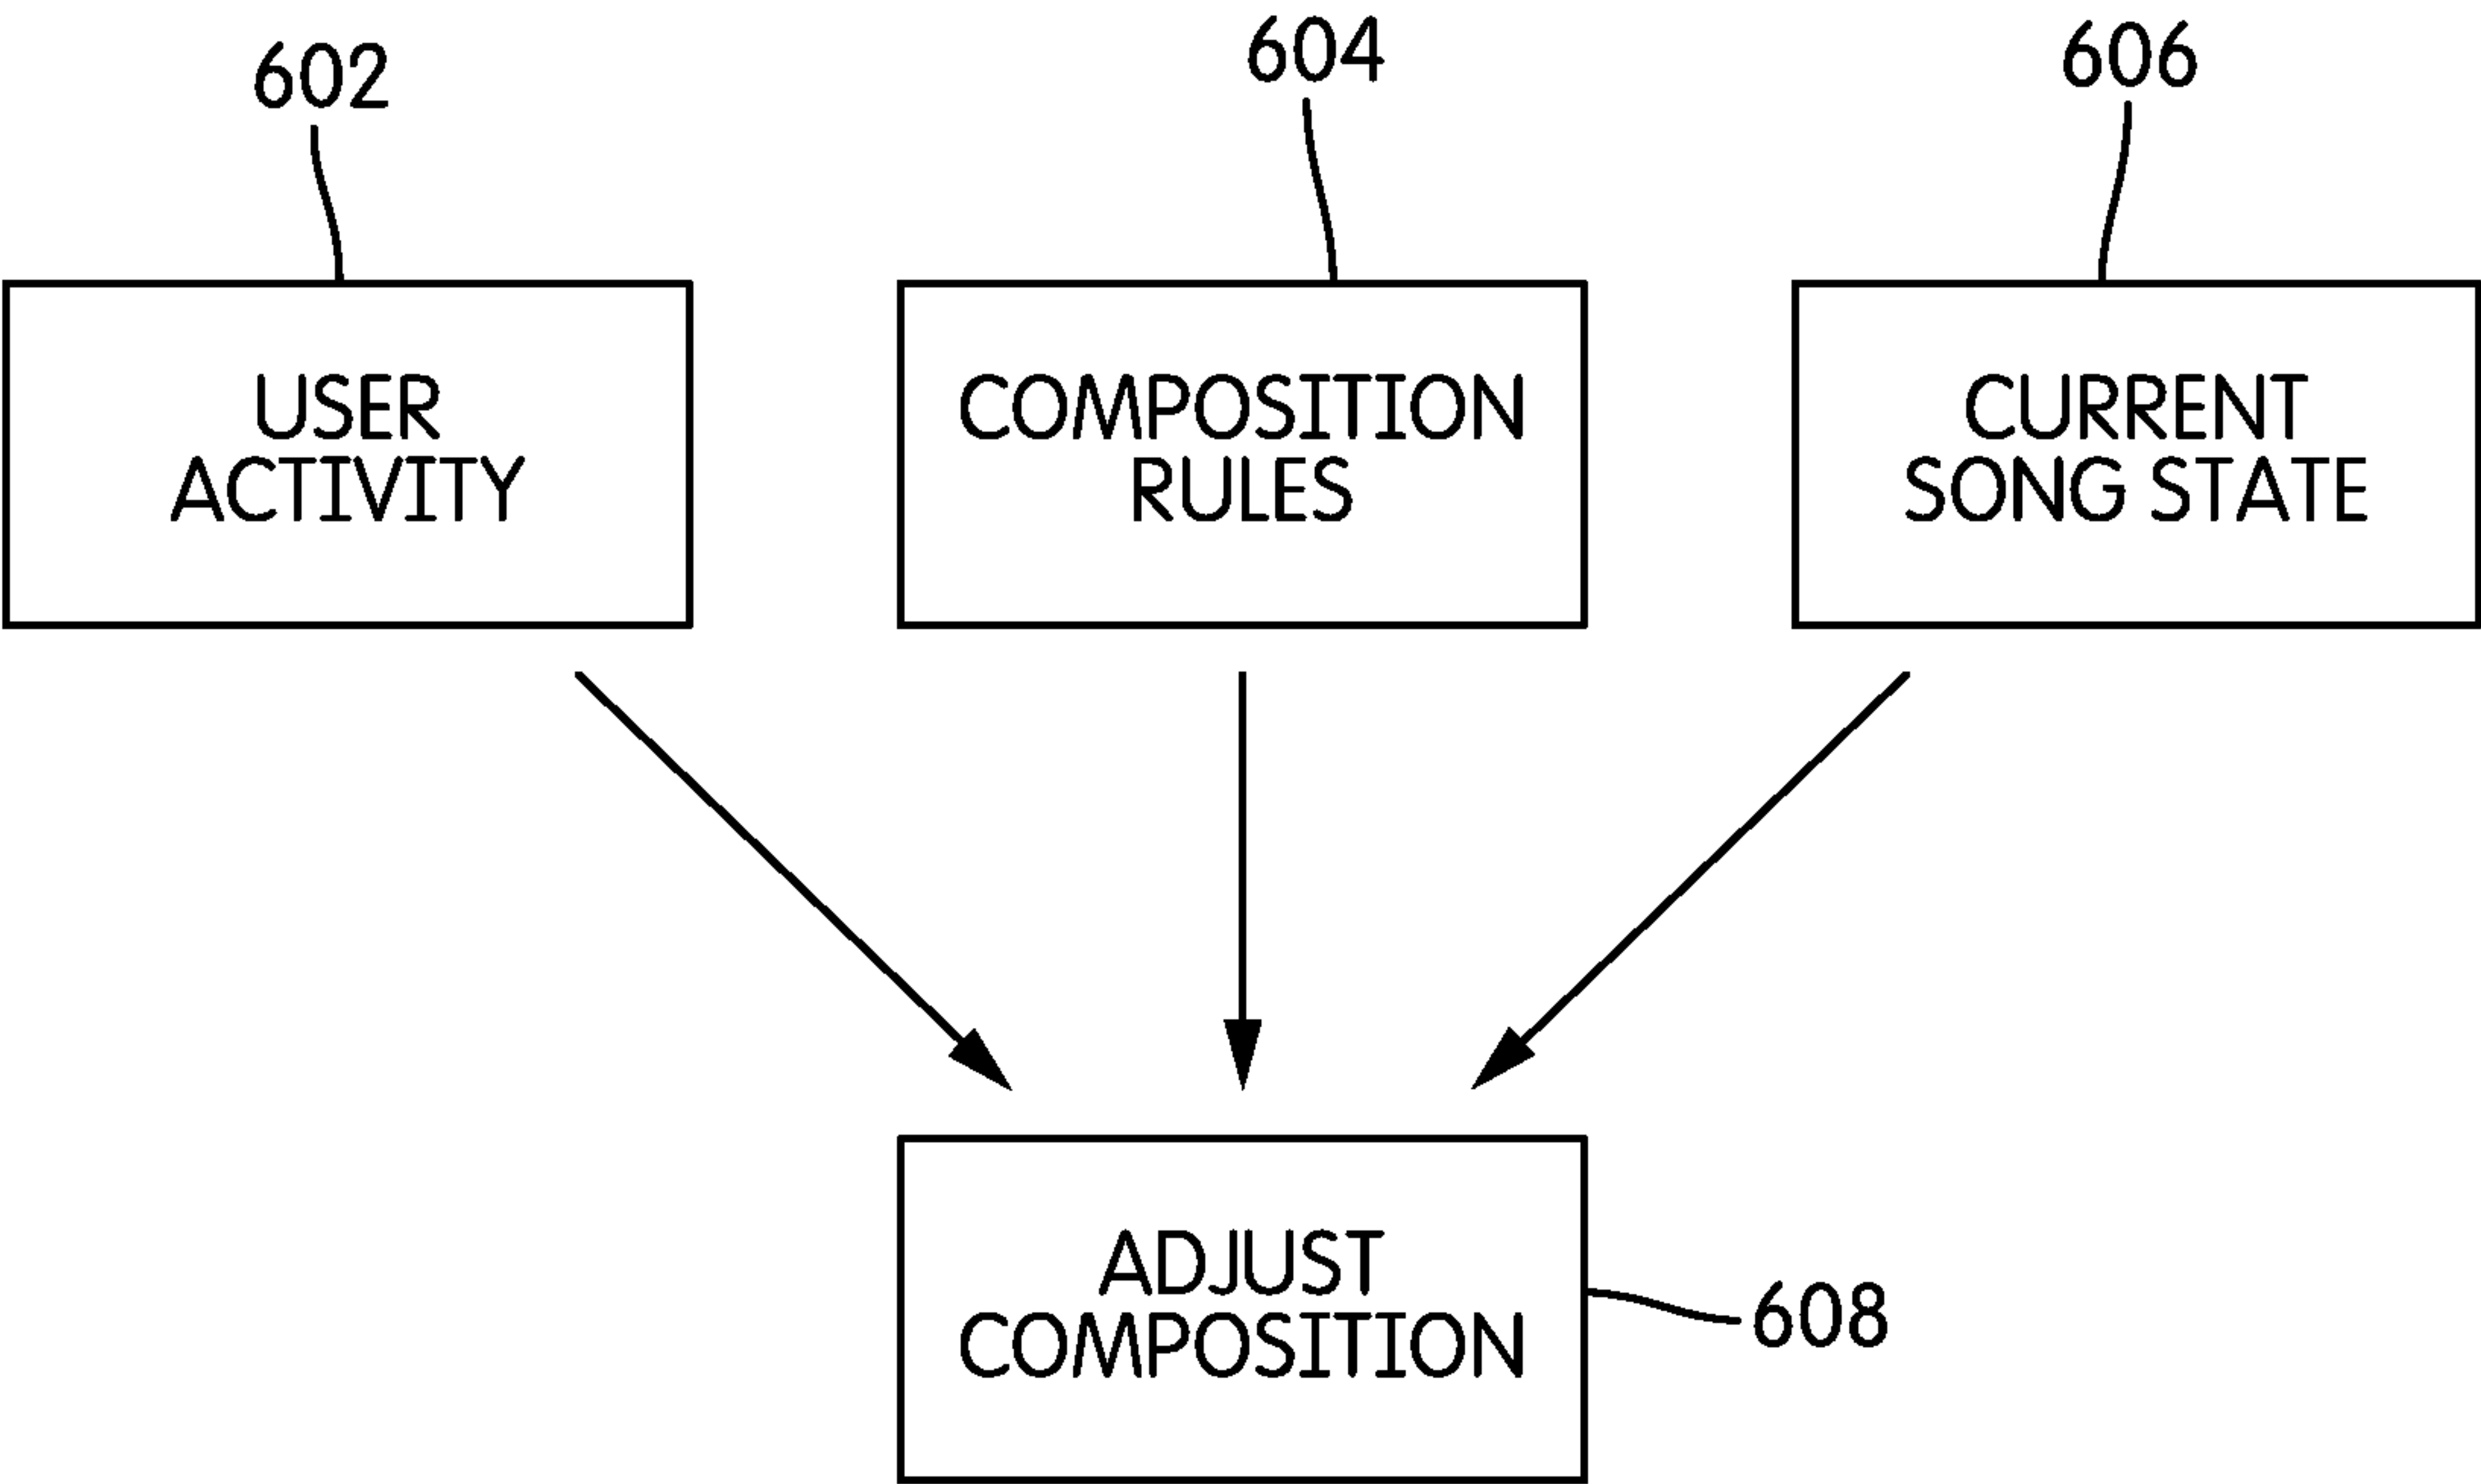 602
604
606
USER
ACTIVITY
COMPOSITION
RULES
CURRENT
SONG STATE
ADJUST
COMPOSITION
608